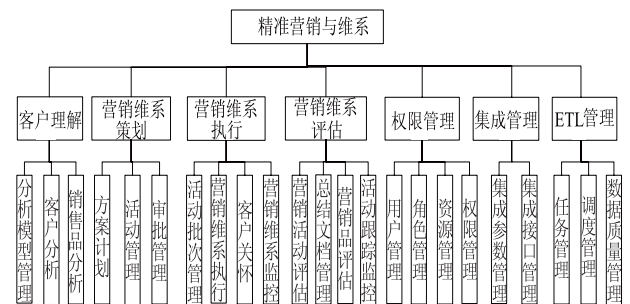 精准营销与维系
客户理解
营销维系
策划
营销维系
执行
营销维系
评估
权限管理
集成管理
ETL管理
分析模型管理
客户分析
销售品分析
方案计划
活动管理
审批管理
活动批次管理
营销维系执行
客户关怀
营销维系监控
营销活动评估
总结文档管理
营销品评估
活动跟踪监控
用户管理
角色管理
资源管理
权限管理
集成参数管理
集成接口管理
任务管理
调度管理
数据质量管理